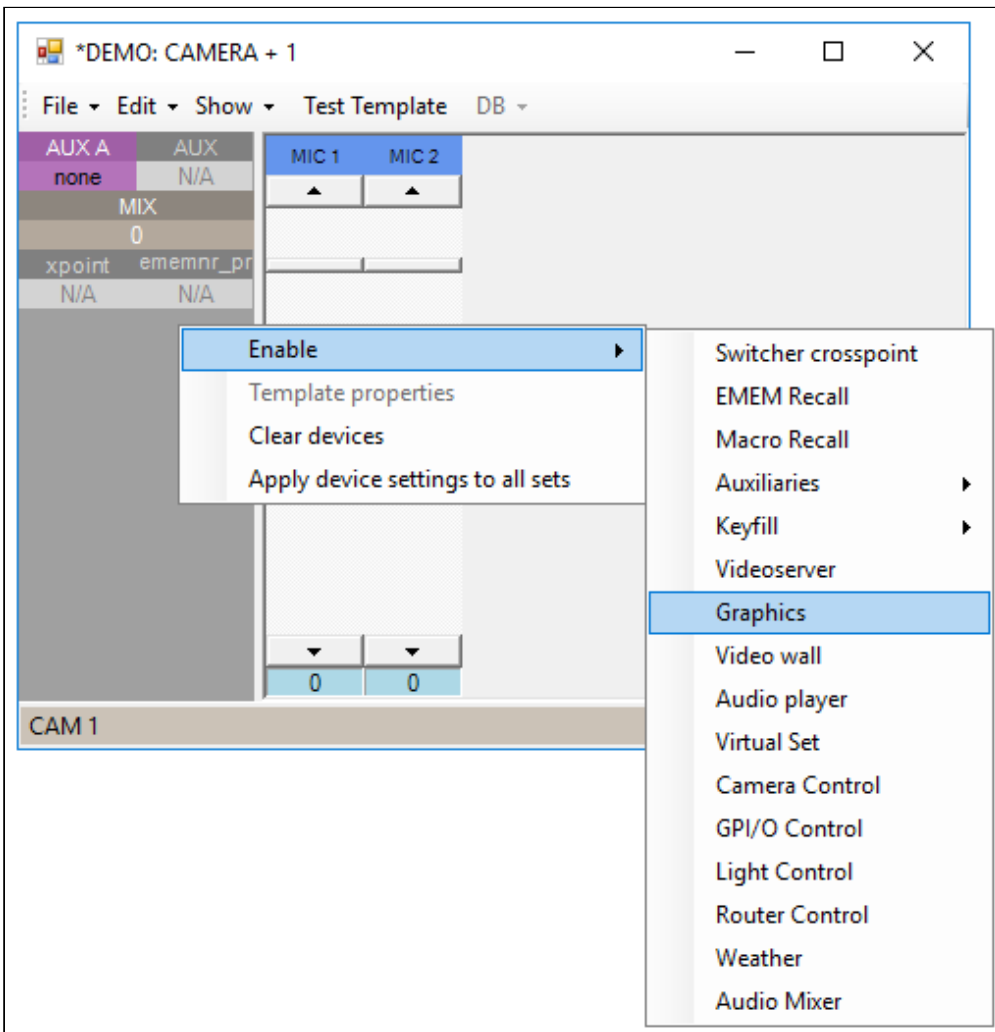 *DEMO: CAMERA + 1
File Edit Show Test Template DB
AUX A AUX
none N/A
MIX
0
xpoint ememnr_pr
N/A N/A
MIC 1 MIC 2
0 0
CAM 1
Enable
Template properties
Clear devices
Apply device settings to all sets
Switcher crosspoint
EMEM Recall
Macro Recall
Auxiliaries
Keyfill
Videoserver
Graphics
Video wall
Audio player
Virtual Set
Camera Control
GPI/O Control
Light Control
Router Control
Weather
Audio Mixer